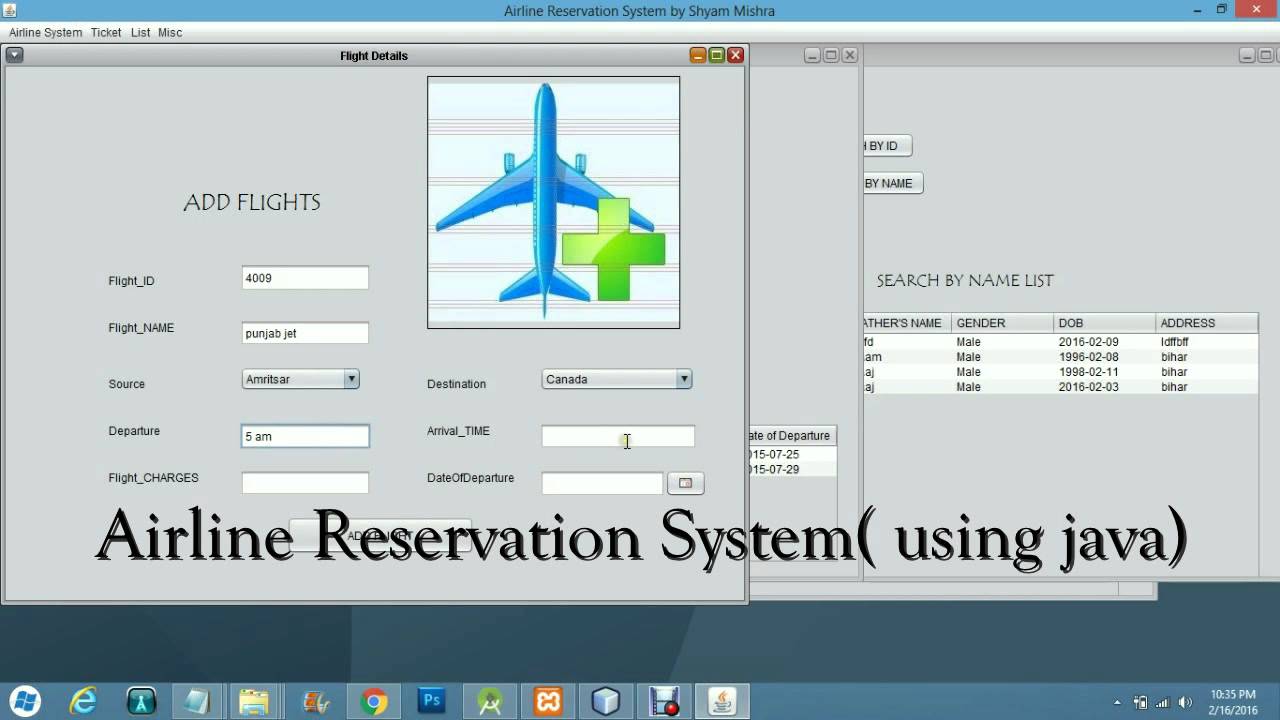 Airline Reservation System by Shyam Mishra
Airline System Ticket List Misc
Flight Details
ADD FLIGHTS
Flight_ID 4009
Flight_NAME punjab jet
Source Amritsar Destination Canada
Departure 5 am Arrival_TIME
Flight_CHARGES DateOfDeparture
Airline Reservation System( using java)
ate of Departure
015-07-25
015-07-29
H BY ID
BY NAME
SEARCH BY NAME LIST
ATHER'S NAME GENDER DOB ADDRESS
fd Male 2016-02-09 ldffbff
am Male 1996-02-08 bihar
aj Male 1998-02-11 bihar
aj Male 2016-02-03 bihar
Ps
10:35 PM
2/16/2016